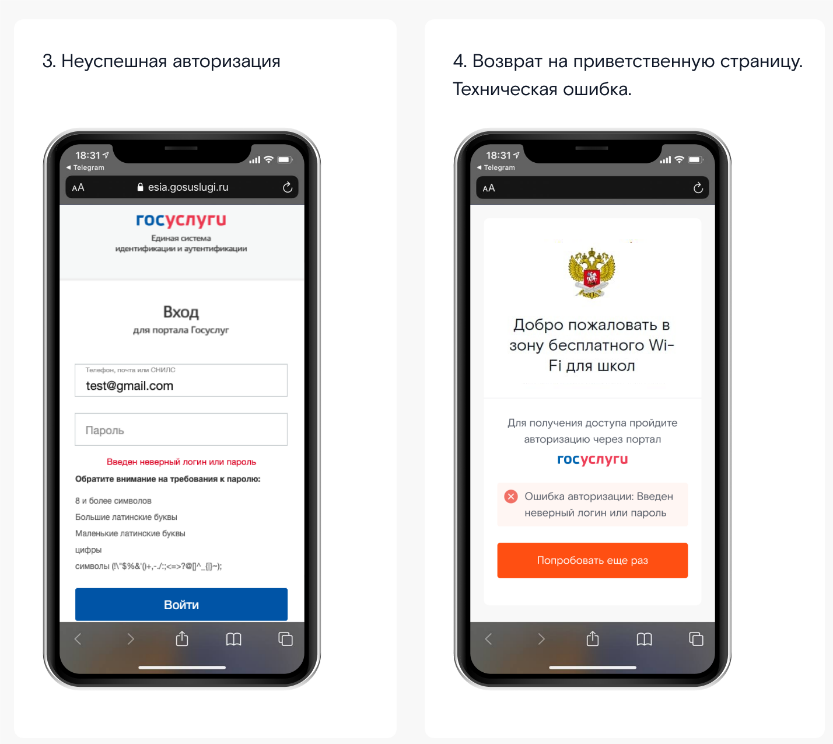 3. Неуспешная авторизация
18:31
Telegram
AA
esia.gosuslugi.ru
госуслуги
Единая система
идентификации и аутентификации
Вход
для портала Госуслуг
Телефон, почта или СНИЛС
test@gmail.com
Пароль
Введен неверный логин или пароль
Обратите внимание на требования к паролю:
8 и более символов
Большие латинские буквы
Маленькие латинские буквы
цифры
Войти
4. Возврат на приветственную страницу.
Техническая ошибка.
18:31
Telegram
AA
Добро пожаловать в
зону бесплатного Wi-
Fi для школ
Для получения доступа пройдите
авторизацию через портал
госуслуги
Ошибка авторизации: Введен
неверный логин или пароль
Попробовать еще раз